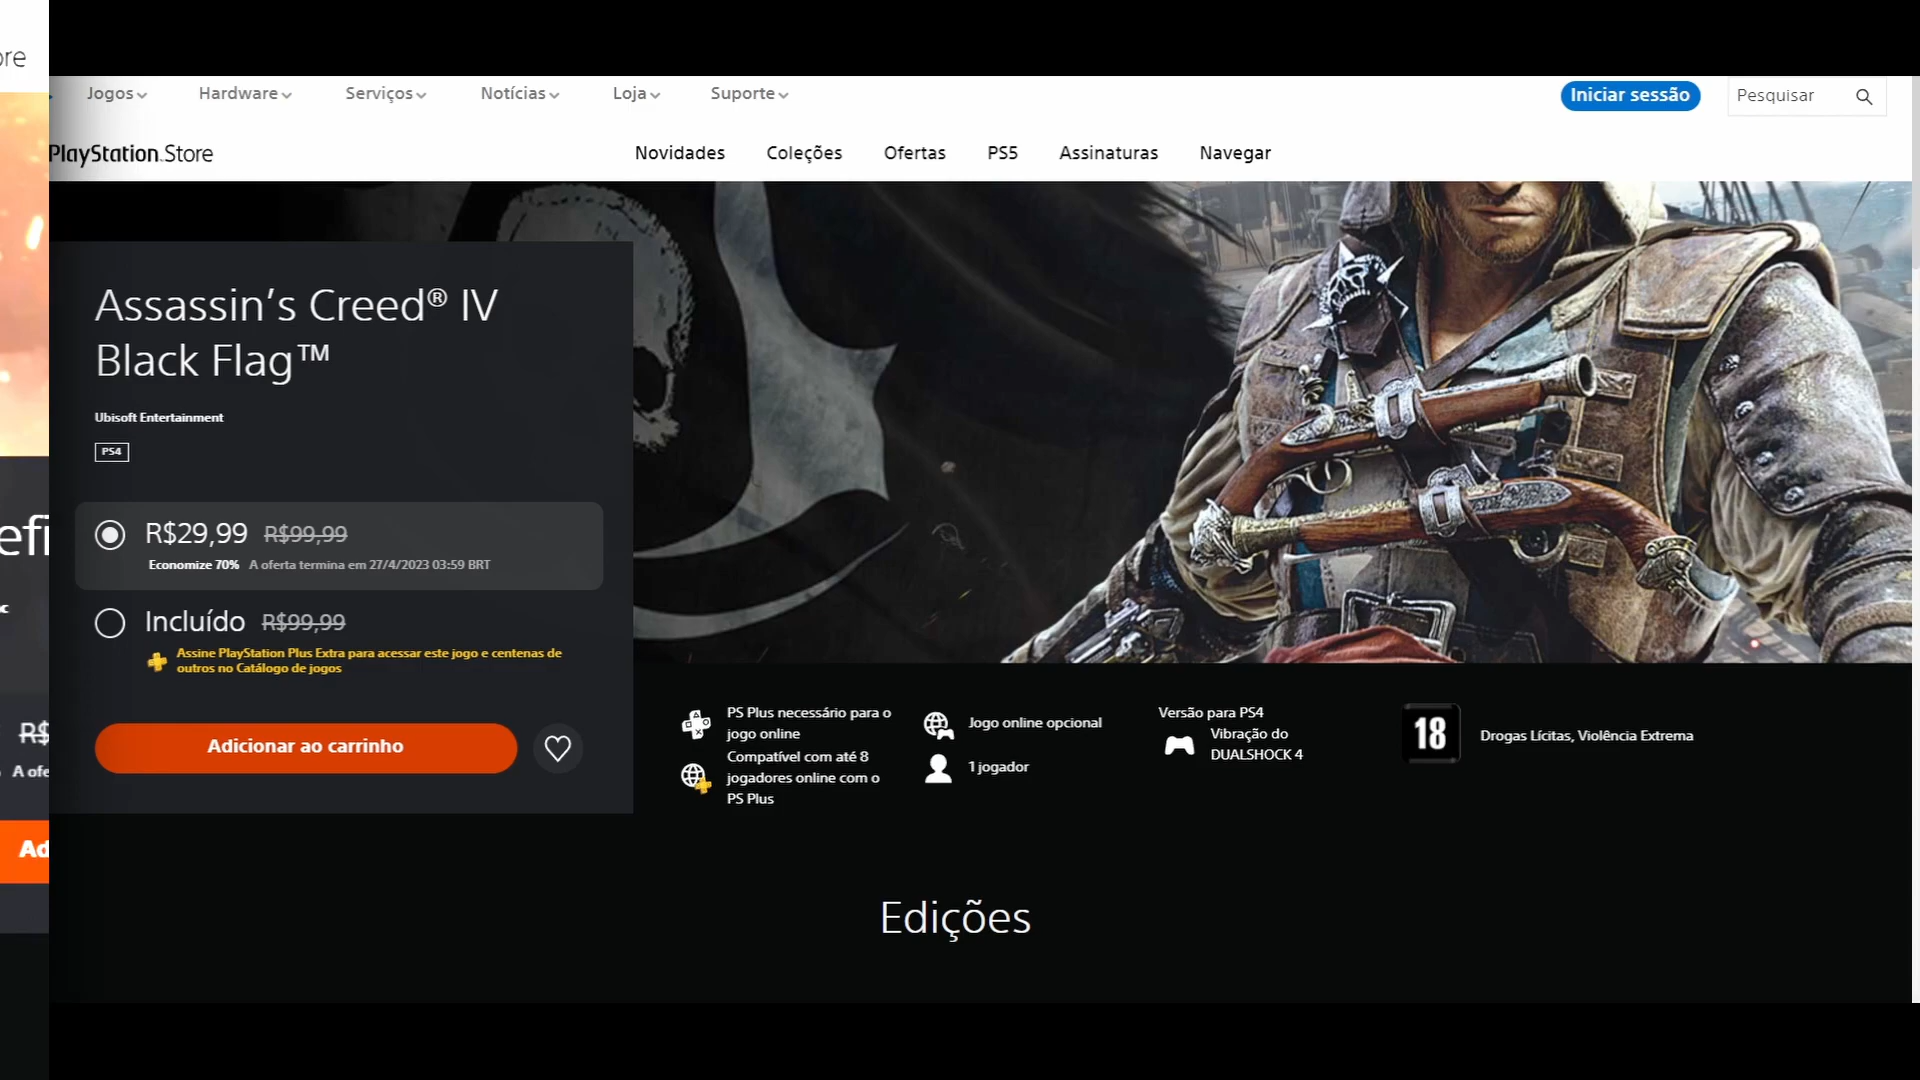 Jogos
Hardware
Serviços
Notícias
Loja
Suporte
Iniciar sessão
Pesquisar
PlayStation Store
Novidades
Coleções
Ofertas
PS5
Assinaturas
Navegar
Assassin’s Creed® IV
Black Flag™
Ubisoft Entertainment
PS4
R$29,99 R$99,99
Economize 70% A oferta termina em 27/4/2023 03:59 BRT
Incluído R$99,99
Assine PlayStation Plus Extra para acessar este jogo e centenas de
outros no Catálogo de jogos
Adicionar ao carrinho
PS Plus necessário para o
jogo online
Compatível com até 8
jogadores online com o
PS Plus
Jogo online opcional
1 jogador
Versão para PS4
Vibração do
DUALSHOCK 4
18
Drogas Lícitas, Violência Extrema
Edições
R$
A ofe
Ad